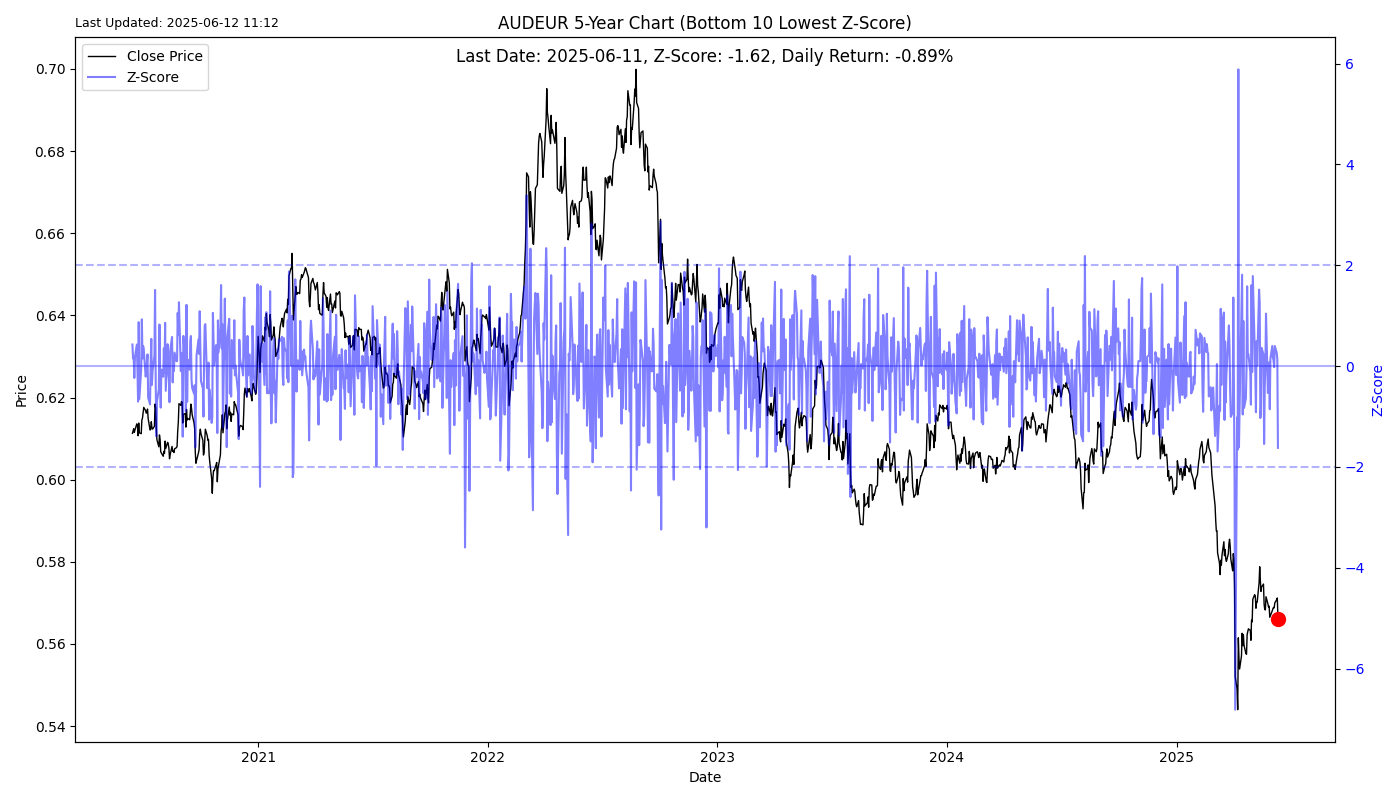 Last Updated: 2025-06-12 11:12
AUDEUR 5-Year Chart (Bottom 10 Lowest Z-Score)
Last Date: 2025-06-11, Z-Score: -1.62, Daily Return: -0.89%
Close Price
Z-Score
0.70
0.68
0.66
0.64
0.62
0.60
0.58
0.56
0.54
Price
6
4
2
0
−2
−4
−6
Z-Score
2021
2022
2023
2024
2025
Date